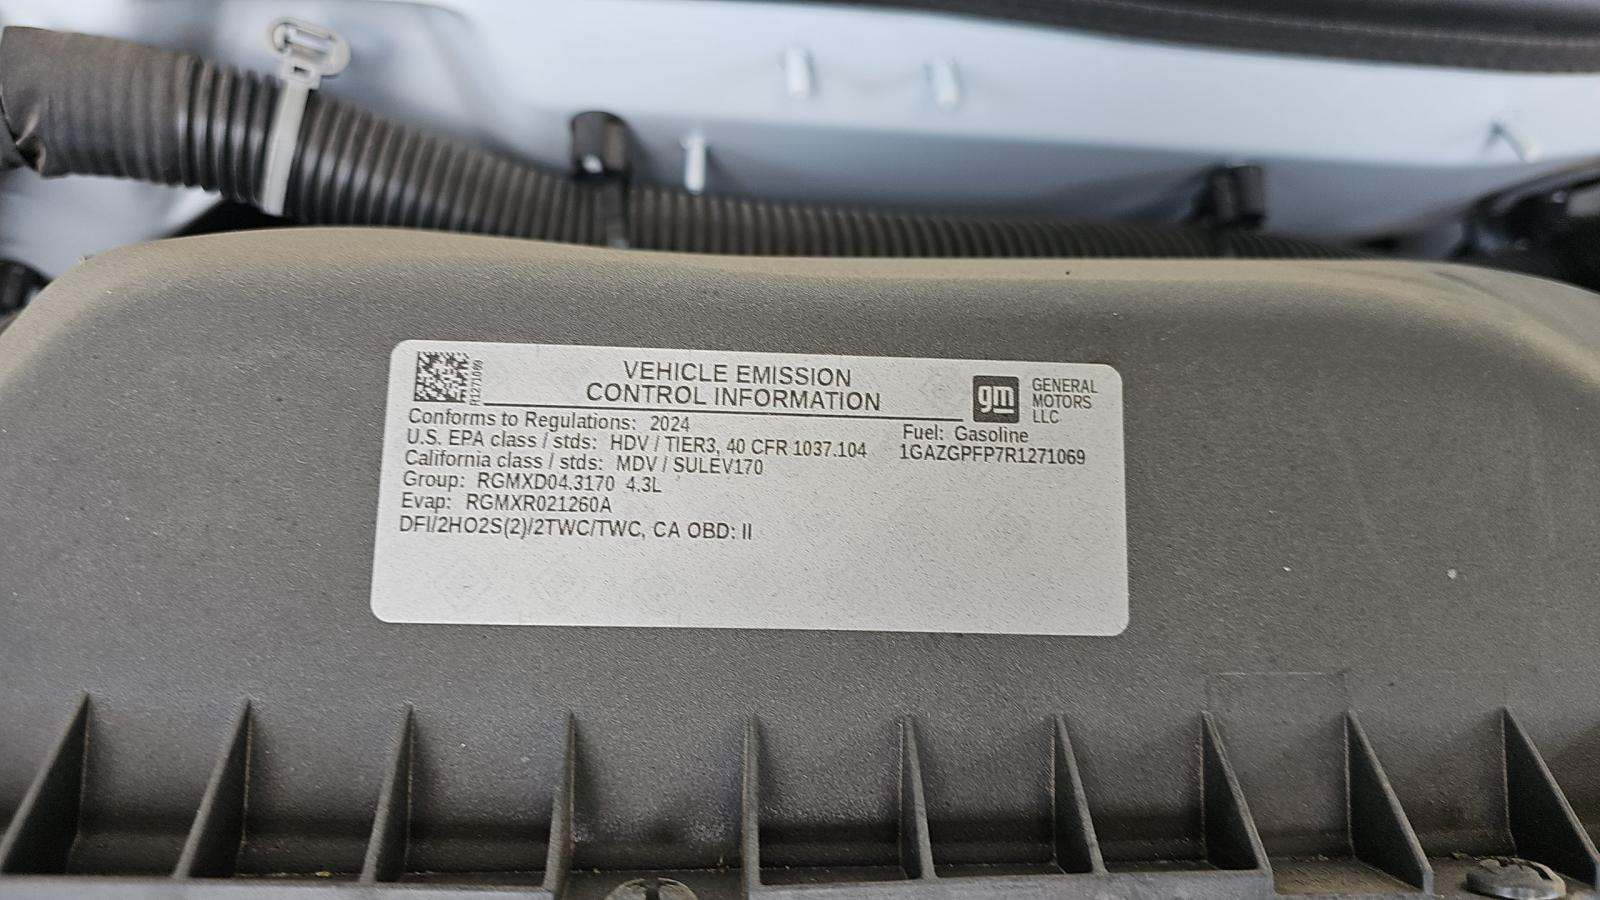 R1271069
VEHICLE EMISSION
CONTROL INFORMATION
gm
GENERAL
MOTORS
LLC
Conforms to Regulations: 2024
Fuel: Gasoline
U.S. EPA class / stds: HDV / TIER3, 40 CFR 1037.104
1GAZGPFP7R1271069
California class / stds: MDV / SULEV170
Group: RGMXD04.3170 4.3L
Evap: RGMXR021260A
DFI/2HO2S(2)/2TWC/TWC, CA OBD: II